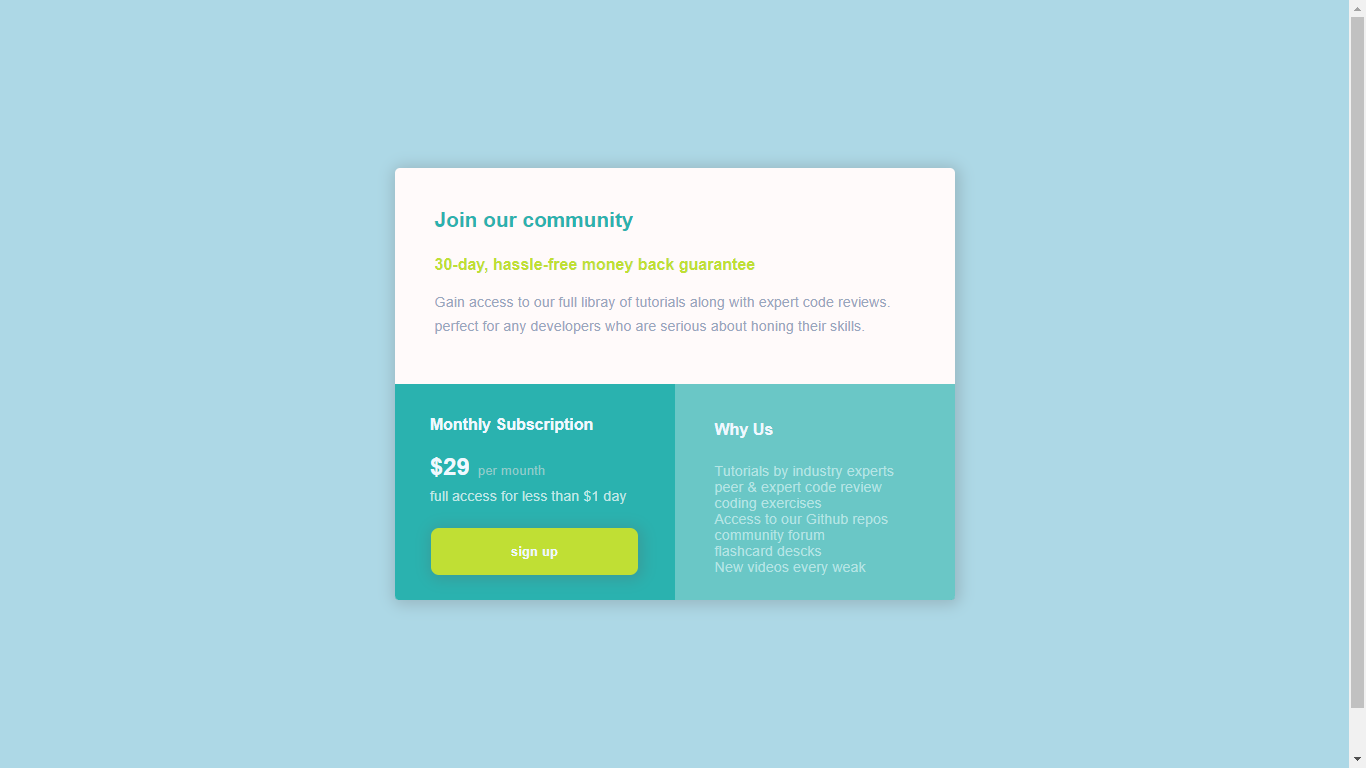 Join our community
30-day, hassle-free money back guarantee
Gain access to our full libray of tutorials along with expert code reviews.
perfect for any developers who are serious about honing their skills.
Monthly Subscription
$29 per mounth
full access for less than $1 day
sign up
Why Us
Tutorials by industry experts
peer & expert code review
coding exercises
Access to our Github repos
community forum
flashcard descks
New videos every weak